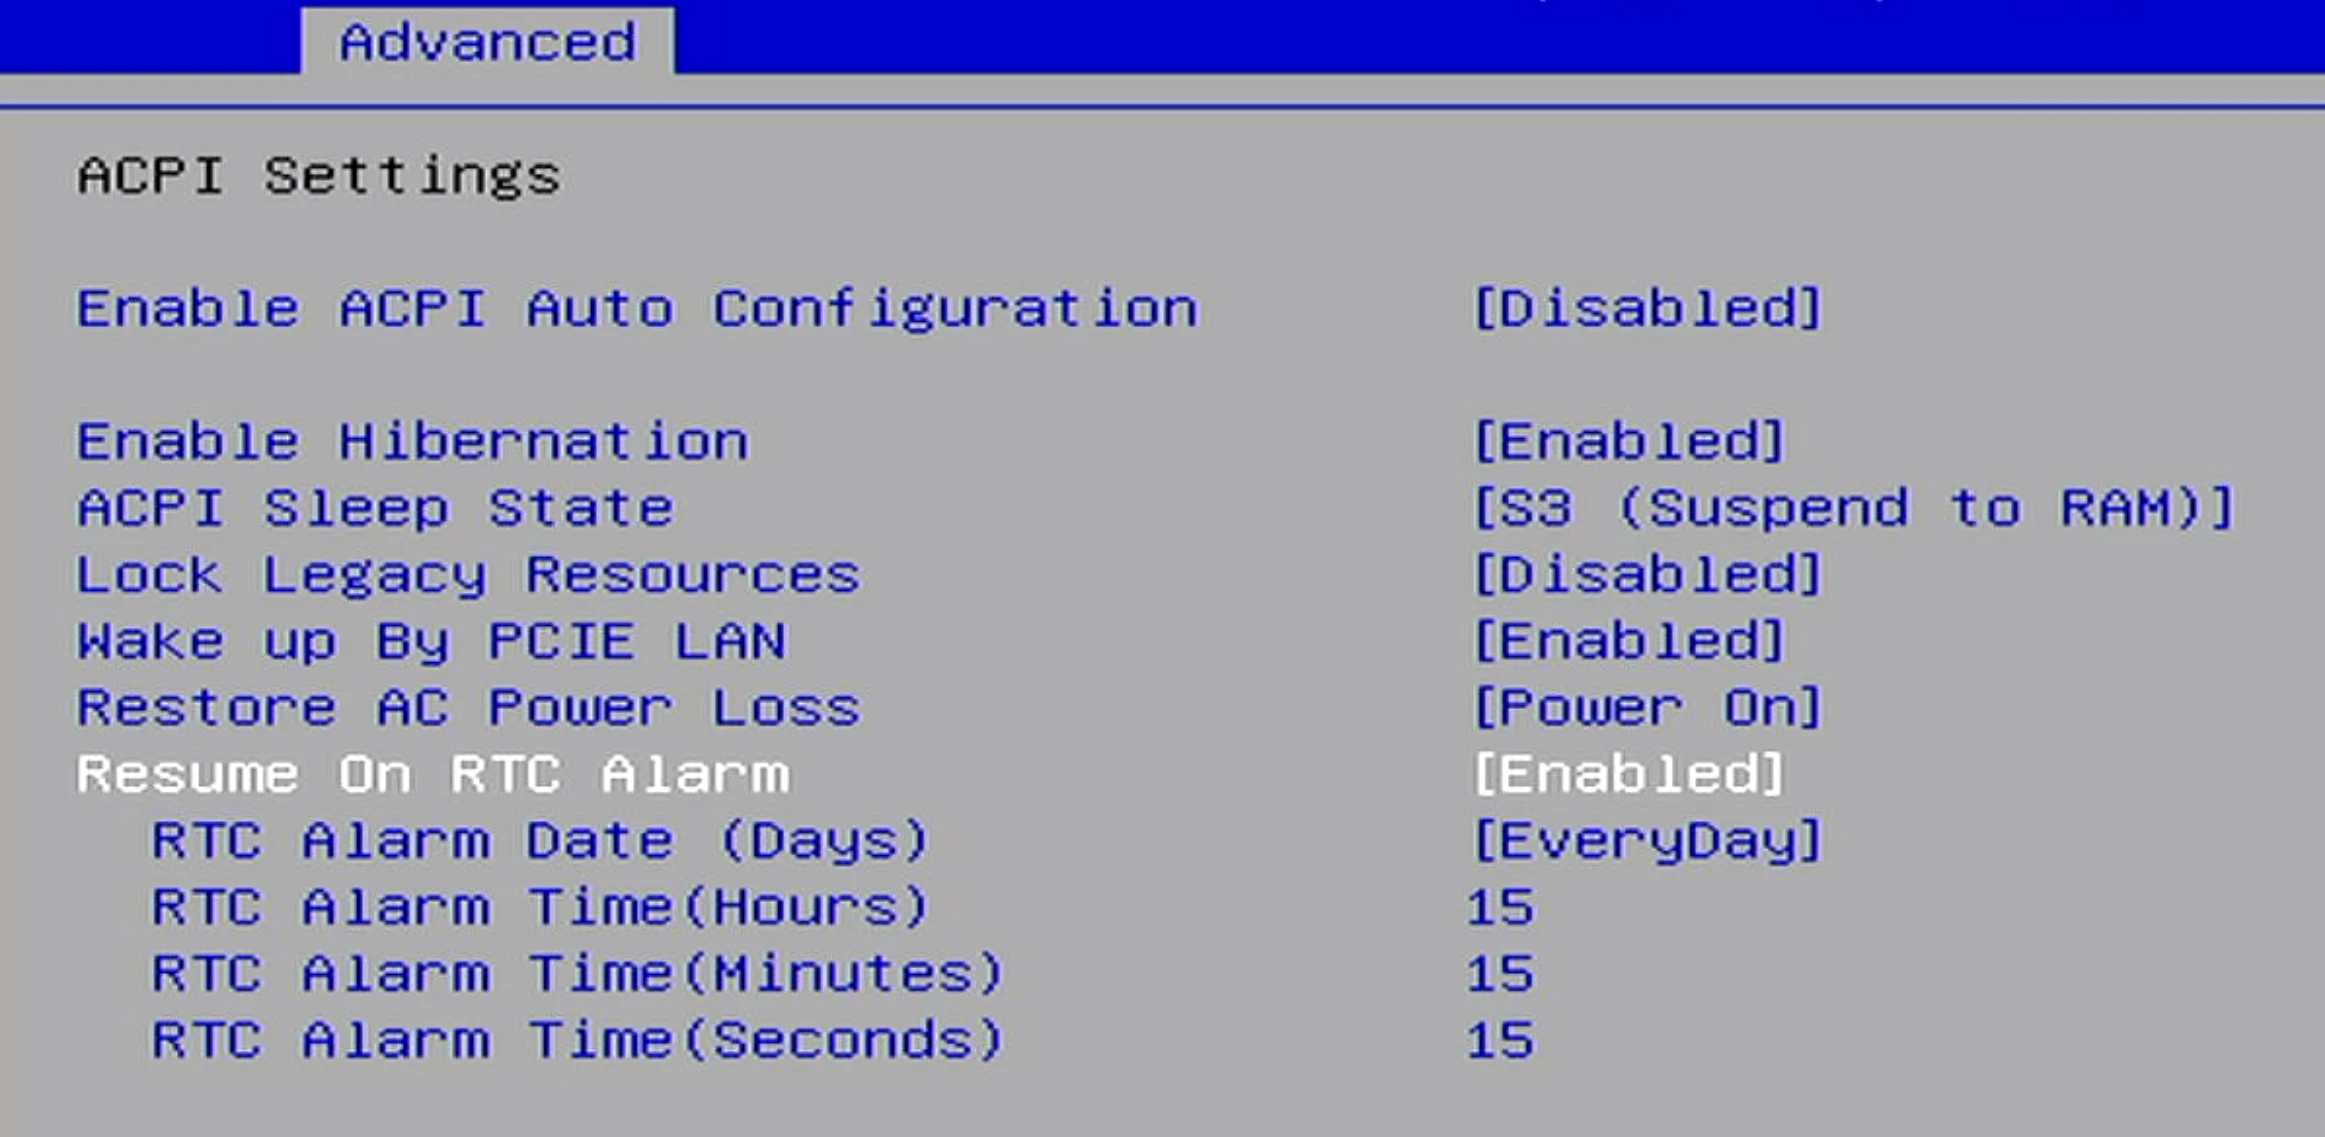 Advanced
ACPI Settings
Enable ACPI Auto Configuration [Disabled]
Enable Hibernation [Enabled]
ACPI Sleep State [S3 (Suspend to RAM)]
Lock Legacy Resources [Disabled]
Wake up By PCIE LAN [Enabled]
Restore AC Power Loss [Power On]
Resume On RTC Alarm [Enabled]
RTC Alarm Date (Days) [EveryDay]
RTC Alarm Time(Hours) 15
RTC Alarm Time(Minutes) 15
RTC Alarm Time(Seconds) 15